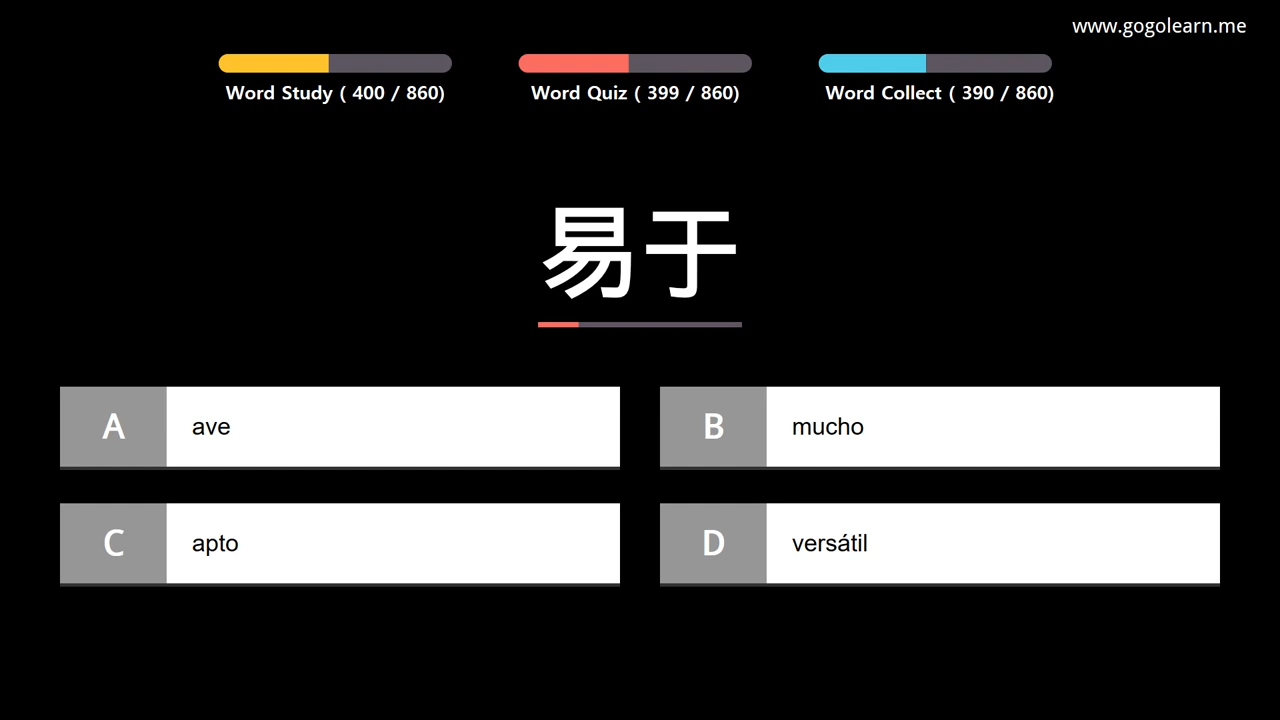 www.gogolearn.me
Word Study ( 400 / 860)
Word Quiz ( 399 / 860)
Word Collect ( 390 / 860)
易于
A ave
B mucho
C apto
D versátil